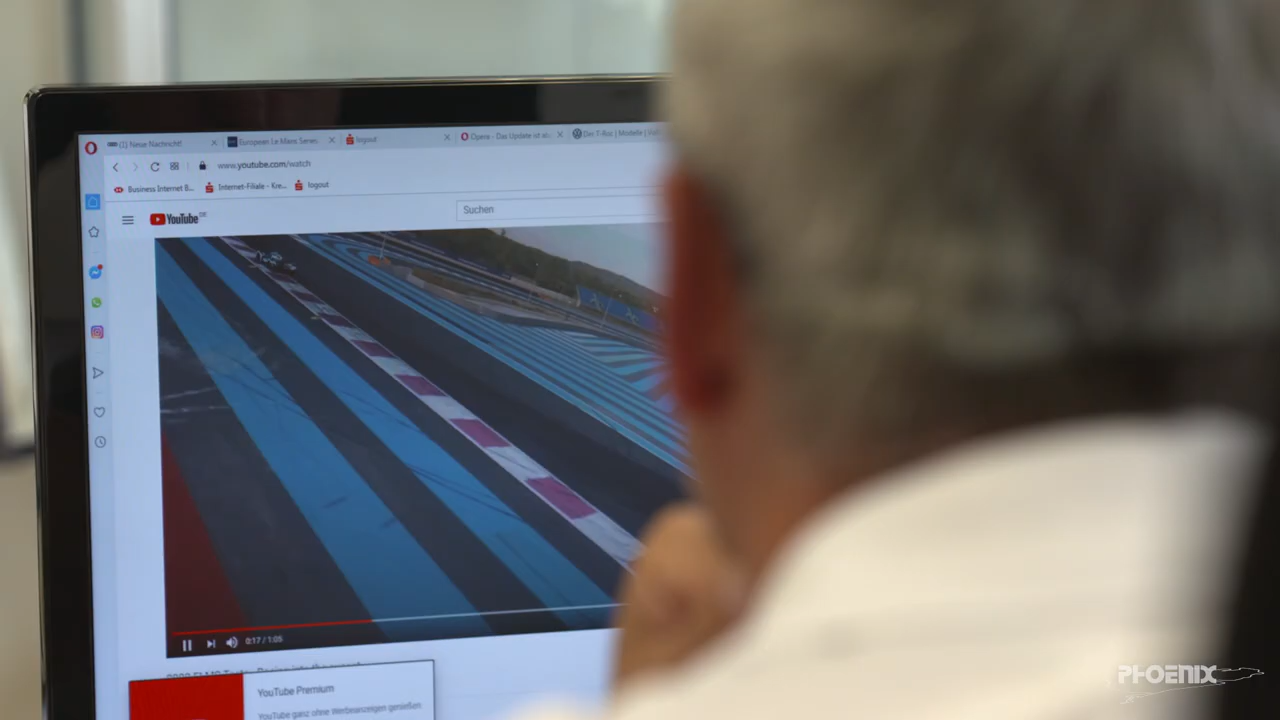 (1) Neue Nachricht!
European Le Mans Series
logout
Opera - Das Update ist ab
Der T-Roc | Modelle |
www.youtube.com/watch
Business Internet B...
Internet-Filiale - Kre...
logout
YouTube DE
Suchen
0:17 / 1:05
YouTube Premium
YouTube ganz ohne Werbeanzeigen genießen
PHOENIX